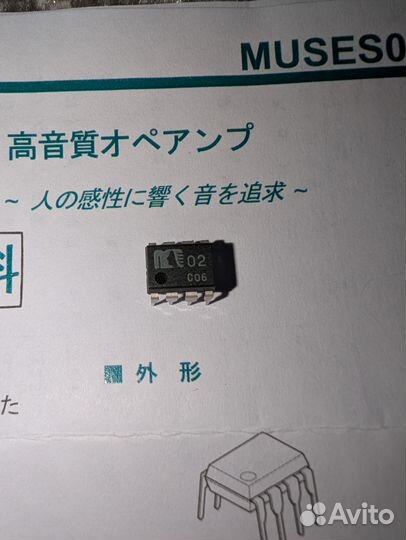 MUSES0
高音質オペアンプ
~ 人の感性に響く音を追求 ~
料
02
C06
外 形
た
Avito